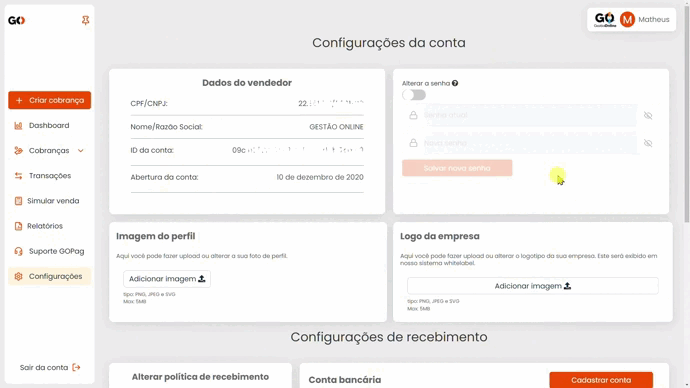 GO
GO
GestãoOnline
M
Matheus
Configurações da conta
Criar cobrança
Dashboard
Cobranças
Transações
Simular venda
Relatórios
Suporte GOPag
Configurações
Sair da conta
Dados do vendedor
CPF/CNPJ:
22.
Nome/Razão Social:
GESTÃO ONLINE
ID da conta:
09c
Abertura da conta:
10 de dezembro de 2020
Alterar a senha
Senha atual
Nova senha
Salvar nova senha
Imagem do perfil
Aqui você pode fazer upload ou alterar a sua foto de perfil.
Adicionar imagem
tipo: PNG, JPEG e SVG
Max: 5MB
Logo da empresa
Aqui você pode fazer upload ou alterar o logotipo da sua empresa. Este será exibido em
nosso sistema whitelabel.
Adicionar imagem
tipo: PNG, JPEG e SVG.
Max: 5MB
Configurações de recebimento
Alterar política de recebimento
Conta bancária
Cadastrar conta